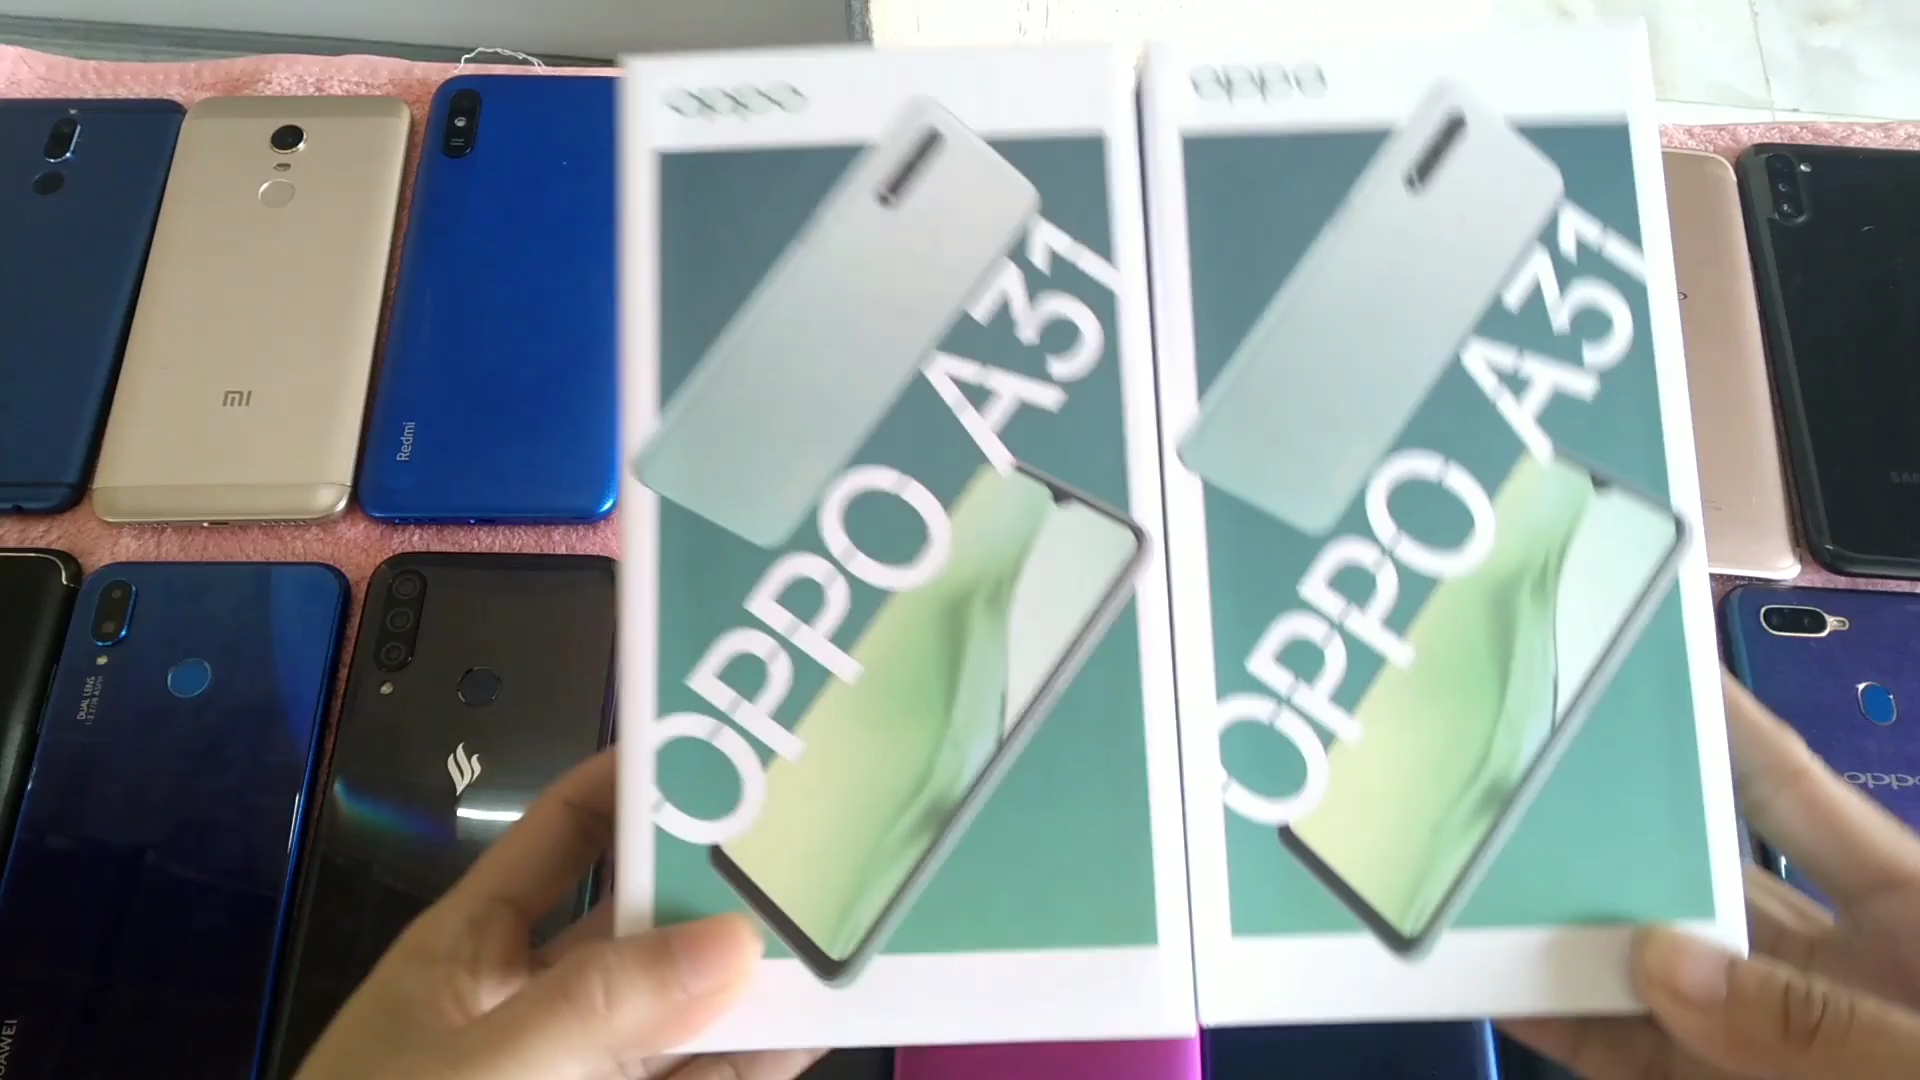 oppo
oppo
OPPO A31
OPPO A31
mi
Redmi
DUAL LENS
HUAWEI
oppo